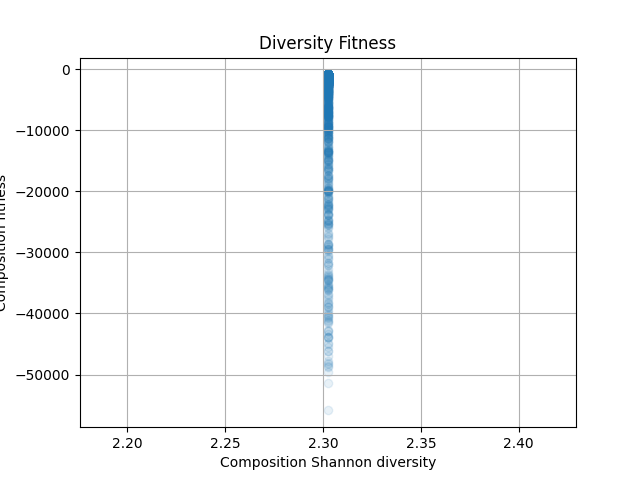 Diversity Fitness
0
−10000
−20000
−30000
−40000
−50000
Composition fitness
2.20 2.25 2.30 2.35 2.40
Composition Shannon diversity